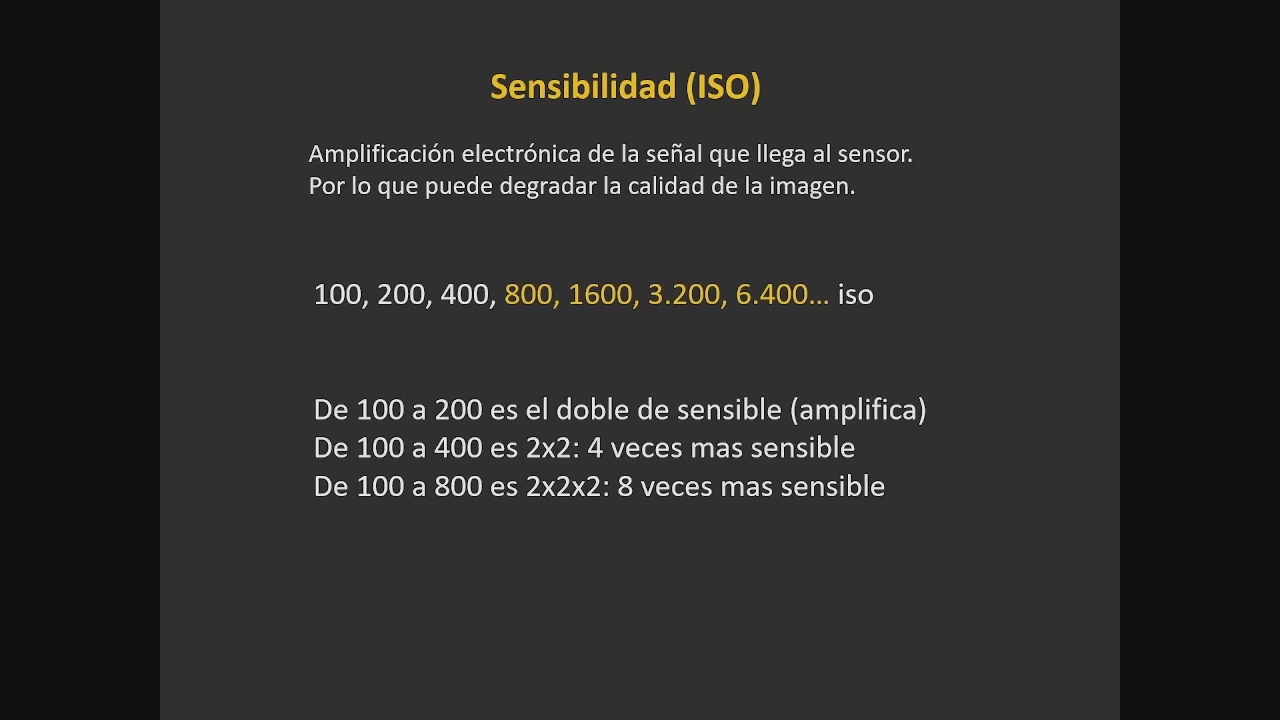 Sensibilidad (ISO)
Amplificación electrónica de la señal que llega al sensor.
Por lo que puede degradar la calidad de la imagen.
100, 200, 400, 800, 1600, 3.200, 6.400... iso
De 100 a 200 es el doble de sensible (amplifica)
De 100 a 400 es 2x2: 4 veces mas sensible
De 100 a 800 es 2x2x2: 8 veces mas sensible